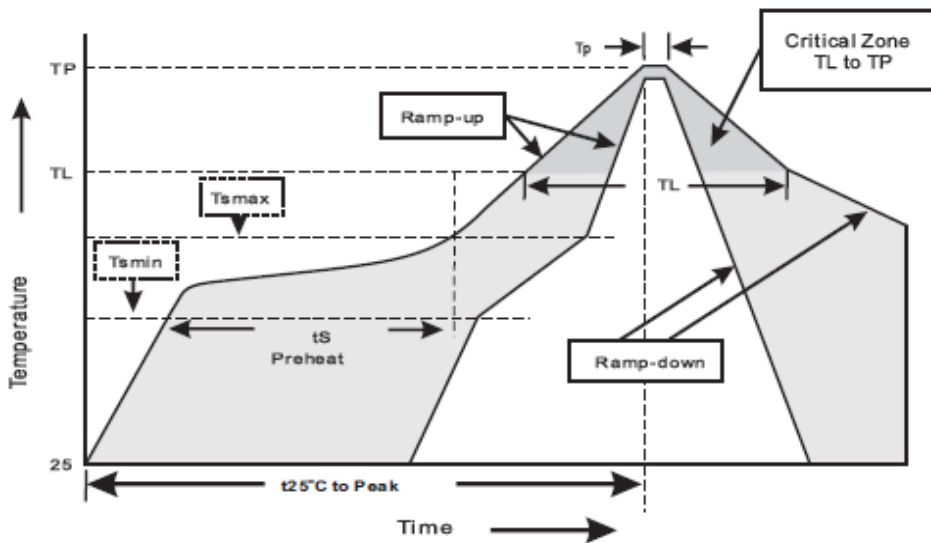 Tp
Critical Zone
TL to TP
TP
Ramp-up
TL
TL
Tsmax
Tsmin
Temperature
tS
Preheat
Ramp-down
25
t25˚C to Peak
Time